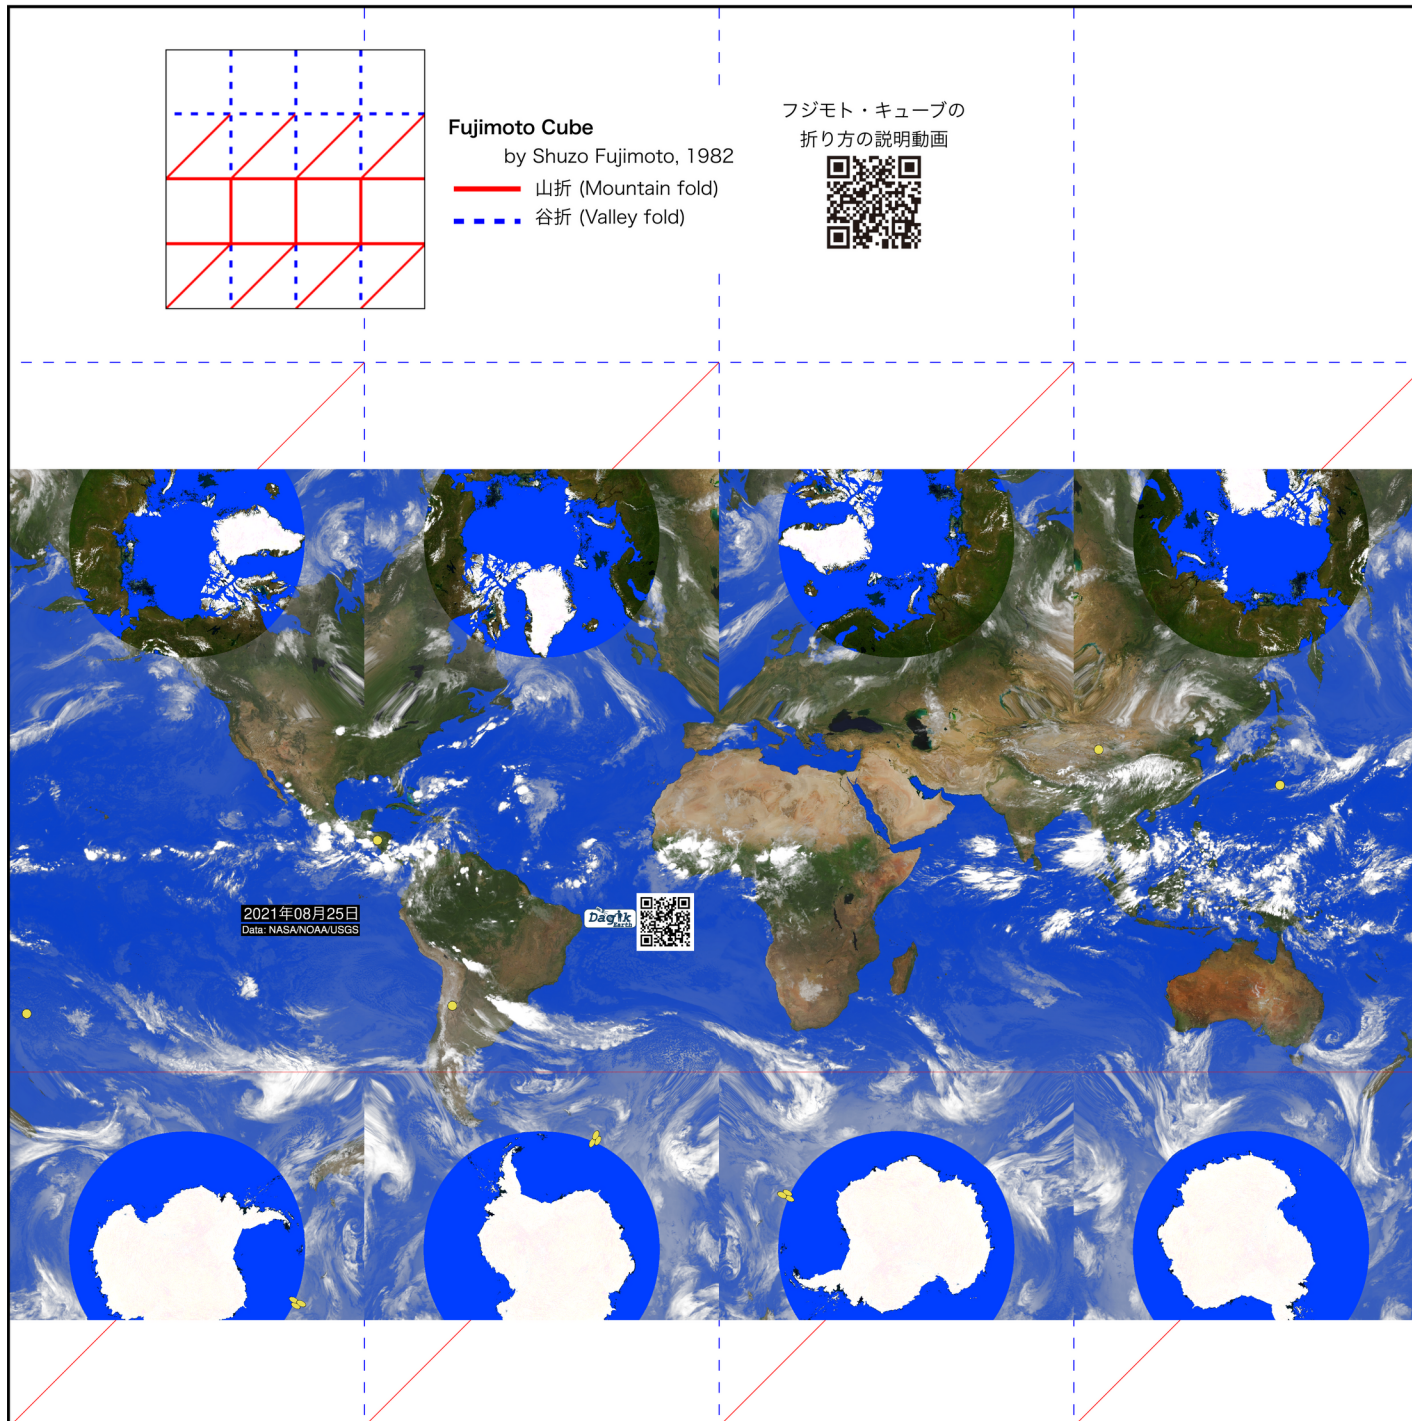 Fujimoto Cube
by Shuzo Fujimoto, 1982
山折 (Mountain fold)
谷折 (Valley fold)
フジモト・キューブの
折り方の説明動画
2021年08月25日
Data: NASA/NOAA/USGS
Dagik
Earth